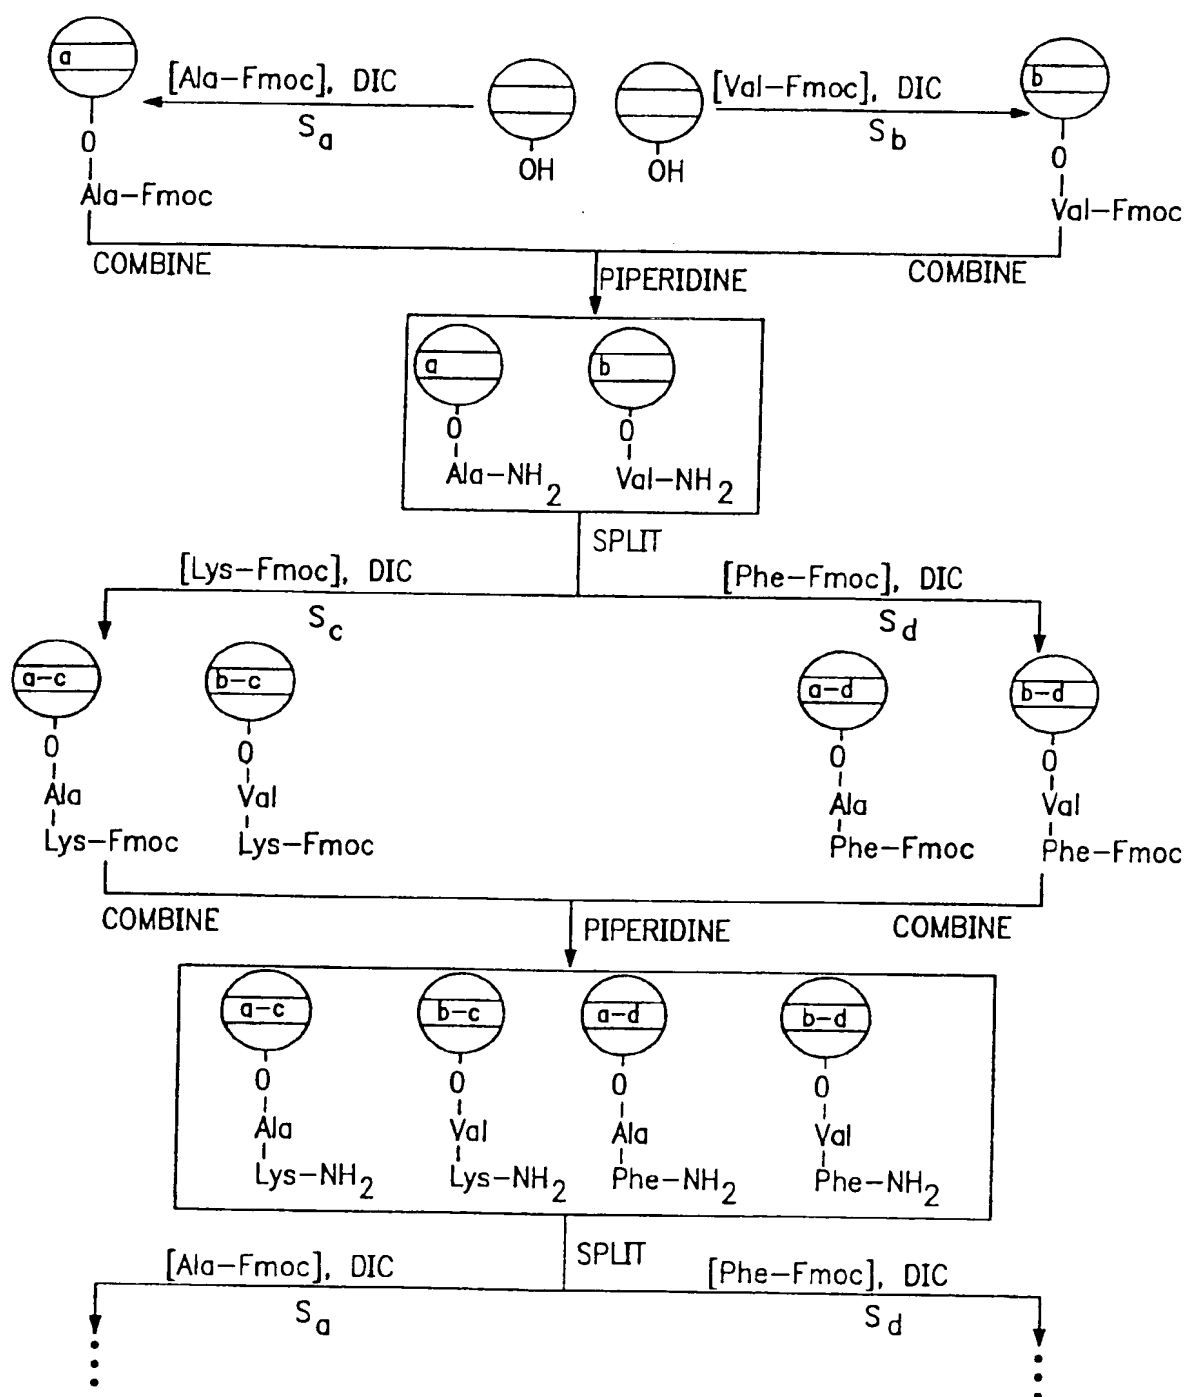 a
b
[Ala-Fmoc], DIC
[Val-Fmoc], DIC
Sa
Sb
OH
OH
O
O
Ala-Fmoc
Val-Fmoc
COMBINE
COMBINE
PIPERIDINE
a
b
O
O
Ala-NH2
Val-NH2
SPLIT
[Lys-Fmoc], DIC
[Phe-Fmoc], DIC
Sc
Sd
a-c
b-c
a-d
b-d
O
O
O
O
Ala
Val
Ala
Val
Lys-Fmoc
Lys-Fmoc
Phe-Fmoc
Phe-Fmoc
COMBINE
PIPERIDINE
COMBINE
a-c
b-c
a-d
b-d
O
O
O
O
Ala
Val
Ala
Val
Lys-NH2
Lys-NH2
Phe-NH2
Phe-NH2
SPLIT
[Ala-Fmoc], DIC
[Phe-Fmoc], DIC
Sa
Sd